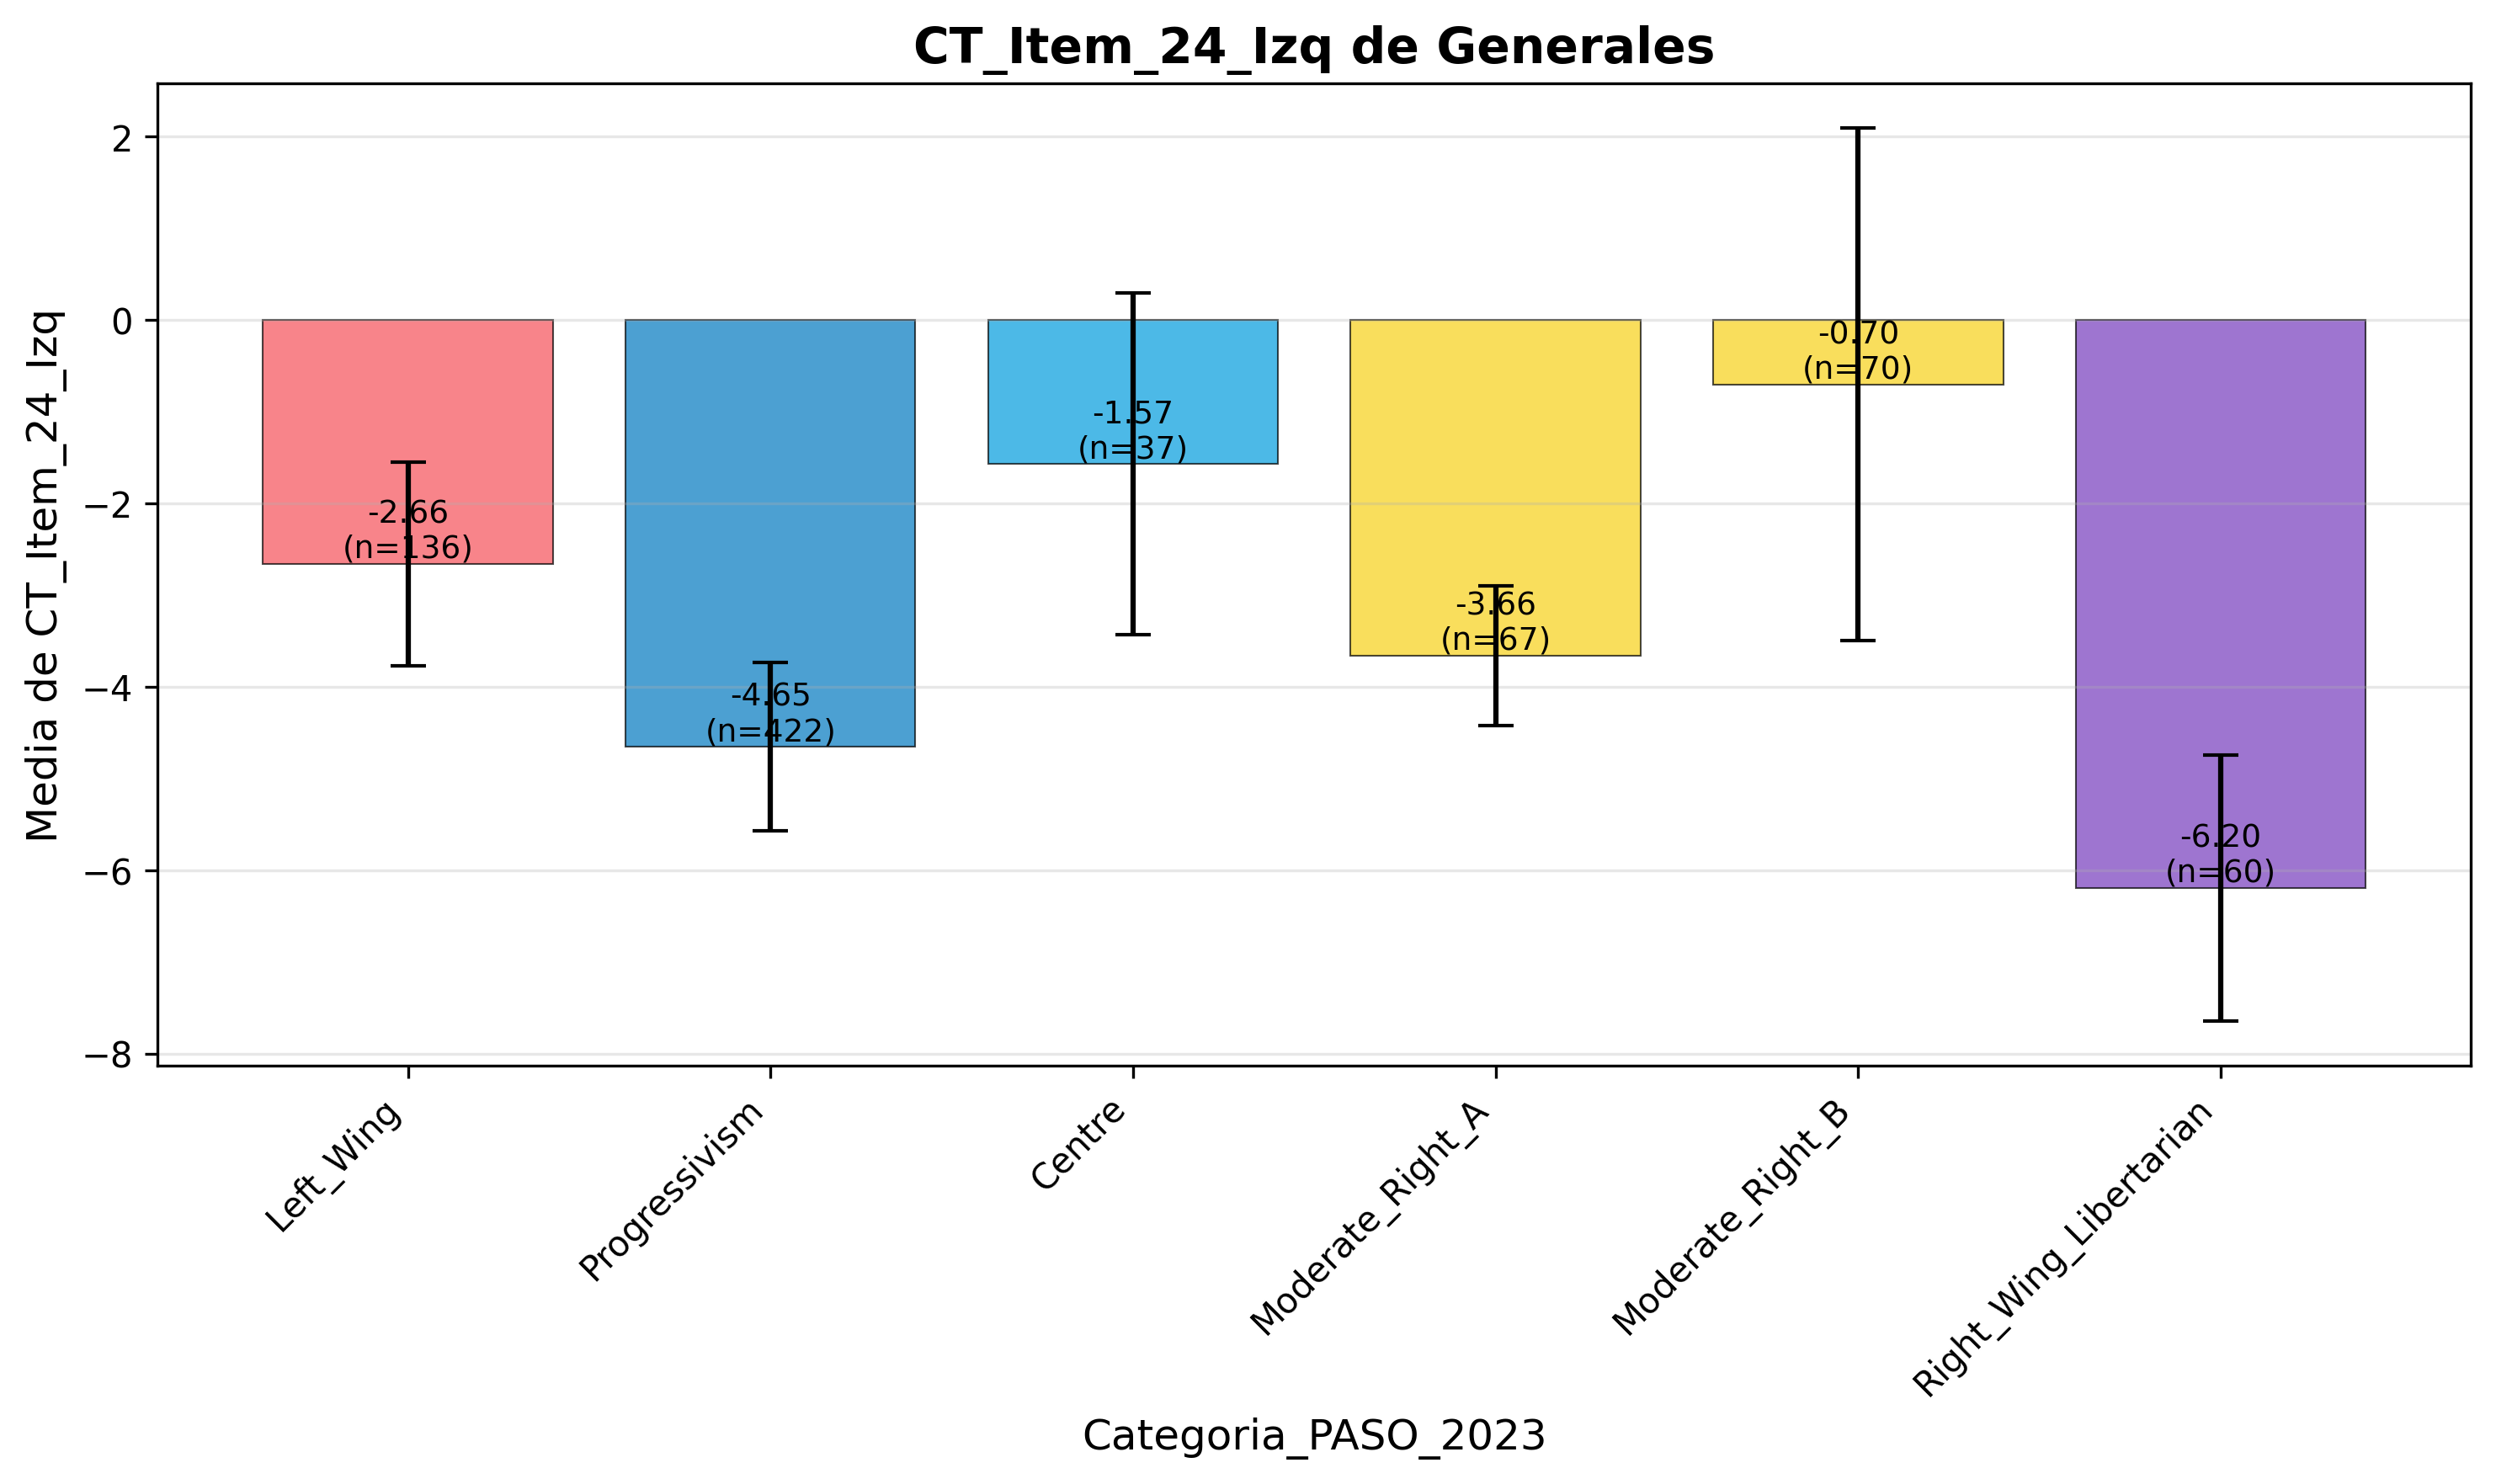 CT_Item_24_Izq de Generales
Media de CT_Item_24_Izq
2
0
−2
−4
−6
−8
-2.66
(n=136)
-4.65
(n=422)
-1.57
(n=37)
-3.66
(n=67)
-0.70
(n=70)
-6.20
(n=60)
Left_Wing
Progressivism
Centre
Moderate_Right_A
Moderate_Right_B
Right_Wing_Libertarian
Categoria_PASO_2023